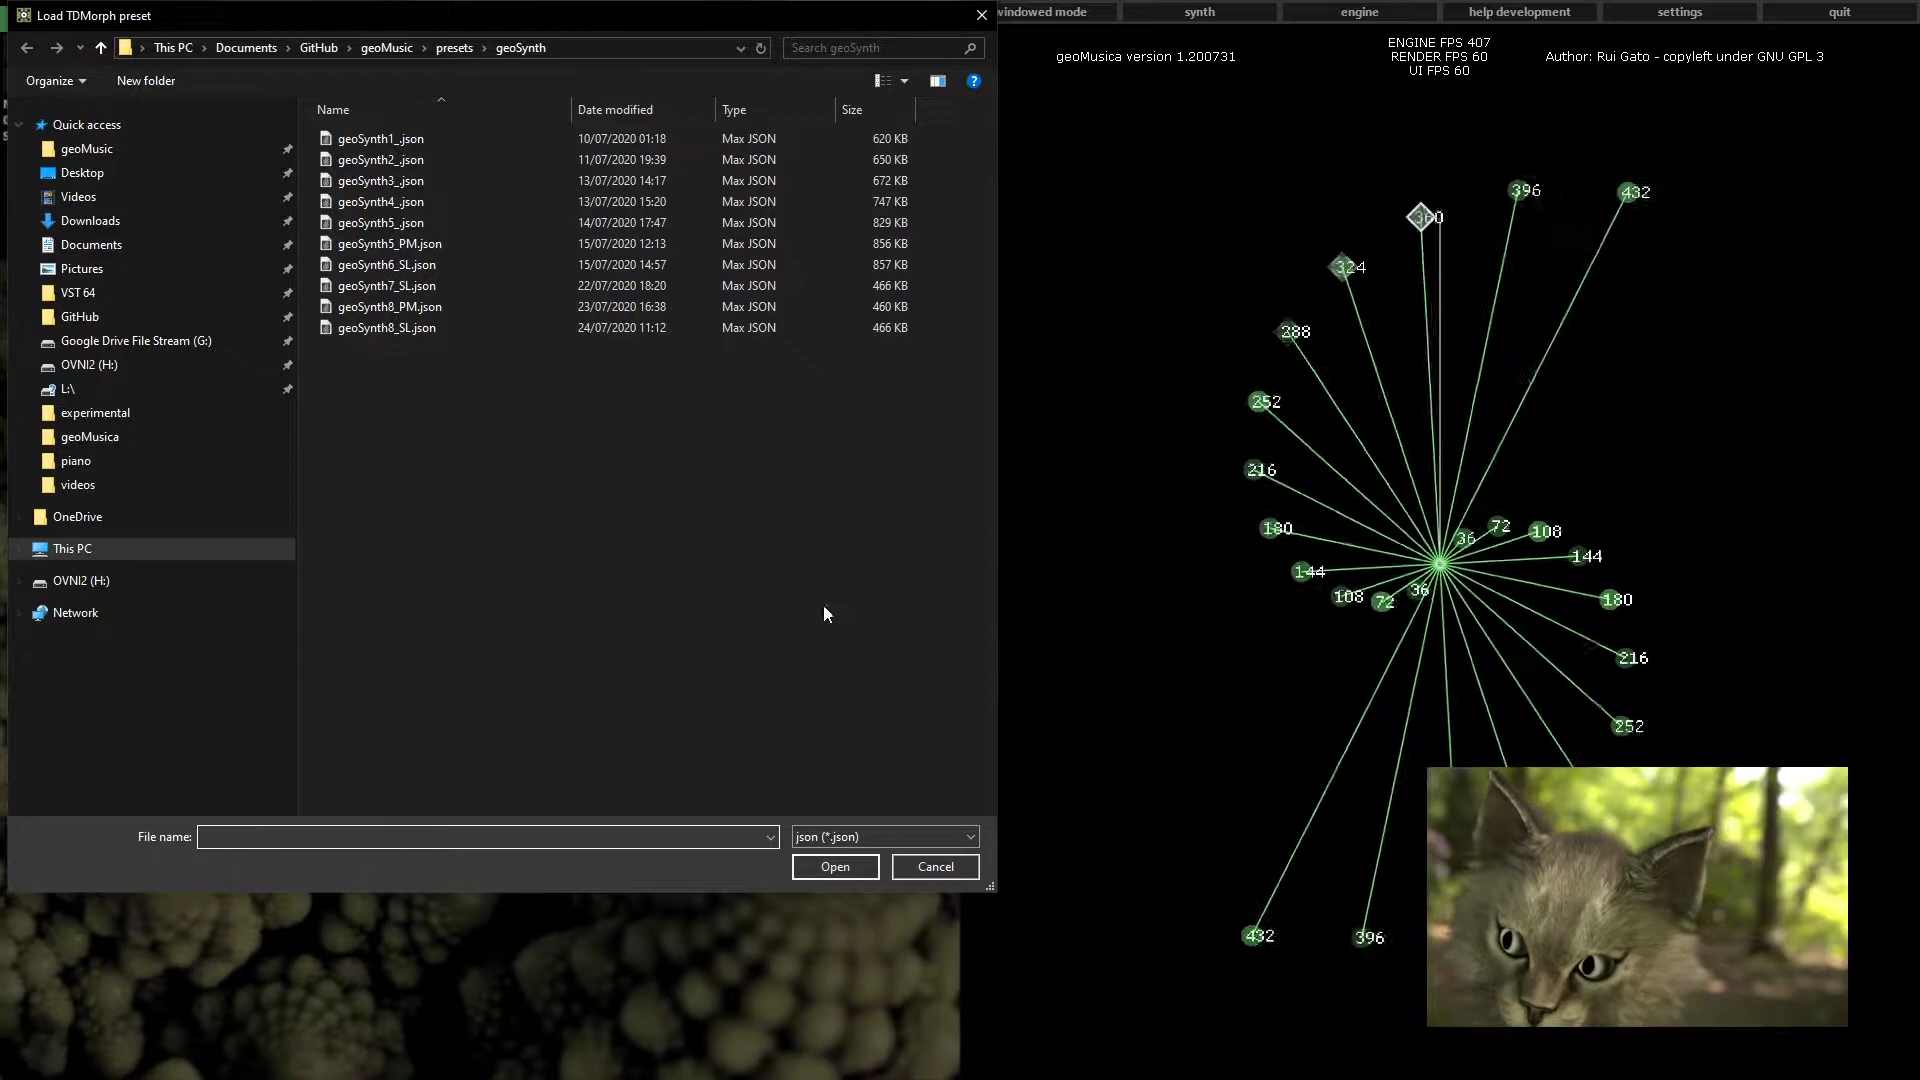 Load TDMorph preset
This PC > Documents > GitHub > geoMusic > presets > geoSynth
Search geoSynth
Organize
New folder
Name Date modified Type Size
geoSynth1_.json 10/07/2020 01:18 Max JSON 620 KB
geoSynth2_.json 11/07/2020 19:39 Max JSON 650 KB
geoSynth3_.json 13/07/2020 14:17 Max JSON 672 KB
geoSynth4_.json 13/07/2020 15:20 Max JSON 747 KB
geoSynth5_.json 14/07/2020 17:47 Max JSON 829 KB
geoSynth5_PM.json 15/07/2020 12:13 Max JSON 856 KB
geoSynth6_SL.json 15/07/2020 14:57 Max JSON 857 KB
geoSynth7_SL.json 22/07/2020 18:20 Max JSON 466 KB
geoSynth8_PM.json 23/07/2020 16:38 Max JSON 460 KB
geoSynth8_SL.json 24/07/2020 11:12 Max JSON 466 KB
Quick access
geoMusic
Desktop
Videos
Downloads
Documents
Pictures
VST 64
GitHub
Google Drive File Stream (G:)
OVNI2 (H:)
L:\
experimental
geoMusica
piano
videos
OneDrive
This PC
OVNI2 (H:)
Network
File name:
json (*.json)
Open
Cancel
windowed mode
synth
engine
help development
settings
quit
geoMusica version 1.200731
ENGINE FPS 407
RENDER FPS 60
UI FPS 60
Author: Rui Gato - copyleft under GNU GPL 3
396
432
360
324
288
252
216
180
144
108
72
36
36
72
108
144
180
216
252
432
396